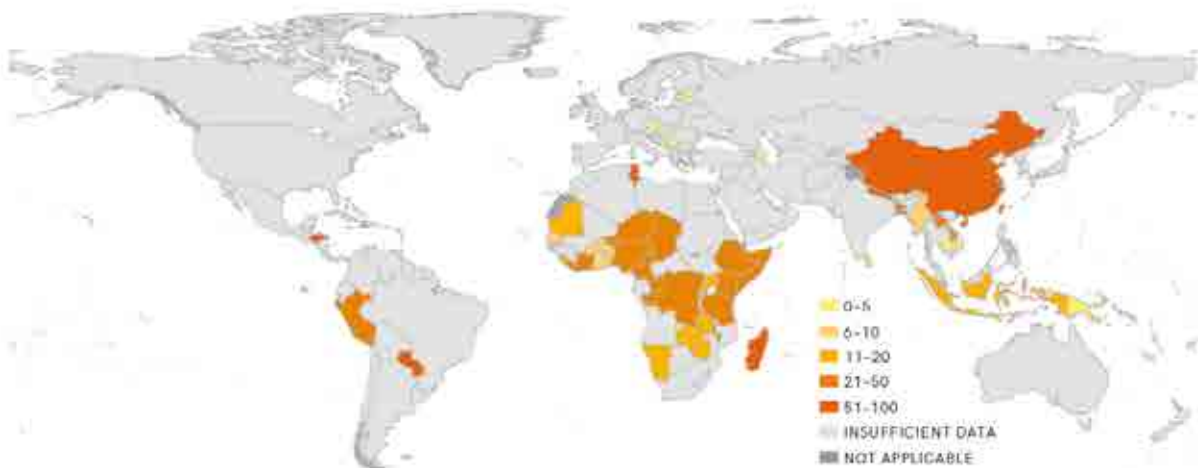 0–5
6–10
11–20
21–50
51–100
INSUFFICIENT DATA
NOT APPLICABLE